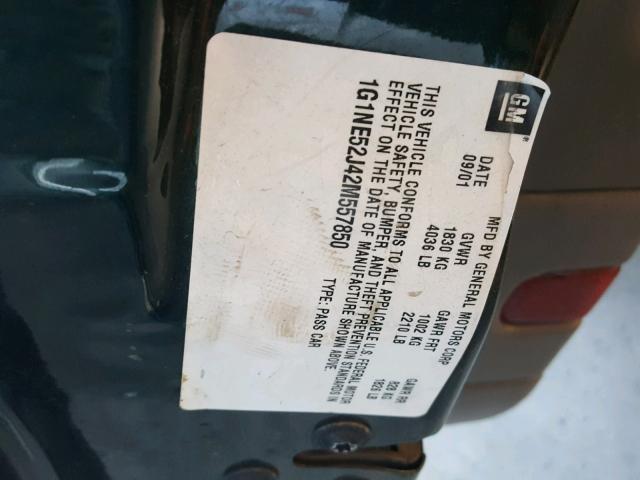 GM
MFD BY GENERAL MOTORS CORP
DATE GVWR GAWR FRT GAWR RR
09/01 1830 KG 1002 KG 828 KG
4036 LB 2210 LB 1826 LB
THIS VEHICLE CONFORMS TO ALL APPLICABLE U.S. FEDERAL MOTOR
VEHICLE SAFETY, BUMPER, AND THEFT PREVENTION STANDARDS IN
EFFECT ON THE DATE OF MANUFACTURE SHOWN ABOVE.
1G1NE52J42M557850 TYPE: PASS CAR